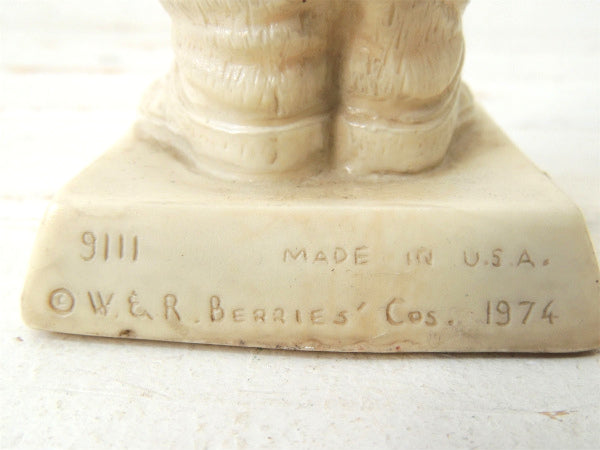 9111 MADE IN U.S.A.
© W. & R. BERRIES' COS. 1974